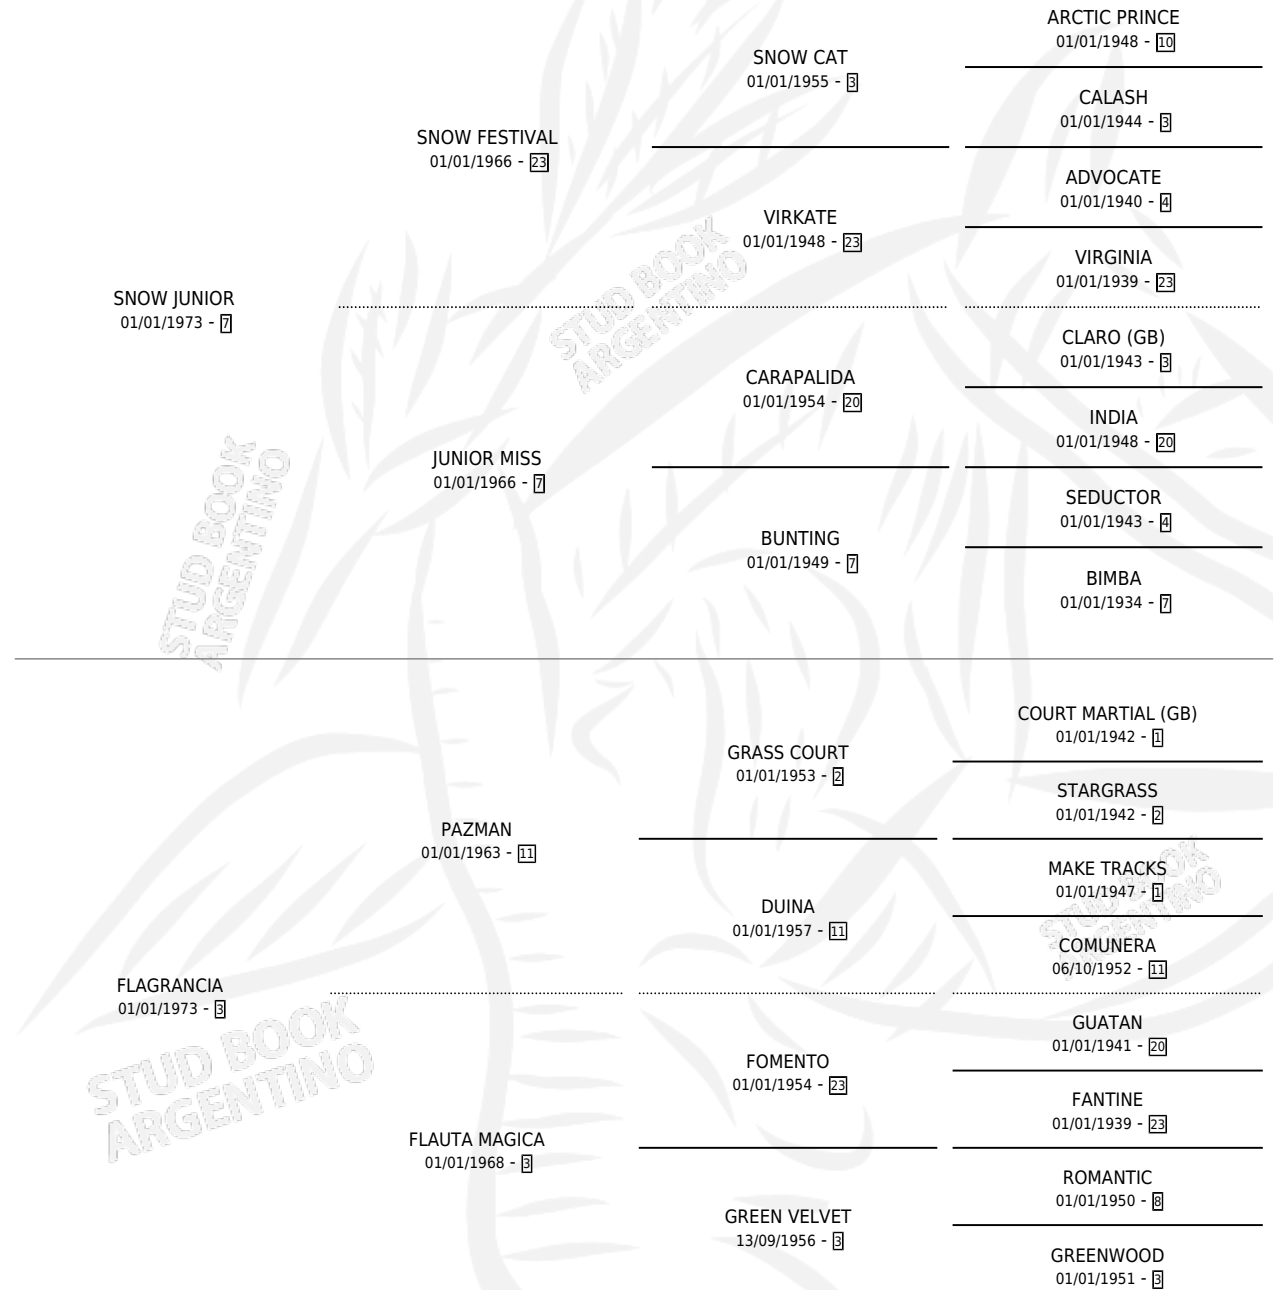 ARCTIC PRINCE
01/01/1948 - 10
SNOW CAT
01/01/1955 - 3
CALASH
01/01/1944 - 3
SNOW FESTIVAL
01/01/1966 - 23
ADVOCATE
01/01/1940 - 4
VIRKATE
01/01/1948 - 23
VIRGINIA
01/01/1939 - 23
SNOW JUNIOR
01/01/1973 - 7
STUD BOOK
ARGENTINO
CLARO (GB)
01/01/1943 - 3
CARAPALIDA
01/01/1954 - 20
INDIA
01/01/1948 - 20
JUNIOR MISS
01/01/1966 - 7
SEDUCTOR
01/01/1943 - 4
BUNTING
01/01/1949 - 7
BIMBA
01/01/1934 - 7
STUD BOOK
ARGENTINO
COURT MARTIAL (GB)
01/01/1942 - 1
GRASS COURT
01/01/1953 - 2
STARGRASS
01/01/1942 - 2
PAZMAN
01/01/1963 - 11
MAKE TRACKS
01/01/1947 - 1
DUINA
01/01/1957 - 11
COMUNERA
06/10/1952 - 11
STUD BOOK
ARGENTINO
FLAGRANCIA
01/01/1973 - 3
GUATAN
01/01/1941 - 20
FOMENTO
01/01/1954 - 23
FANTINE
01/01/1939 - 23
STUD BOOK
ARGENTINO
FLAUTA MAGICA
01/01/1968 - 3
ROMANTIC
01/01/1950 - 8
GREEN VELVET
13/09/1956 - 3
GREENWOOD
01/01/1951 - 3